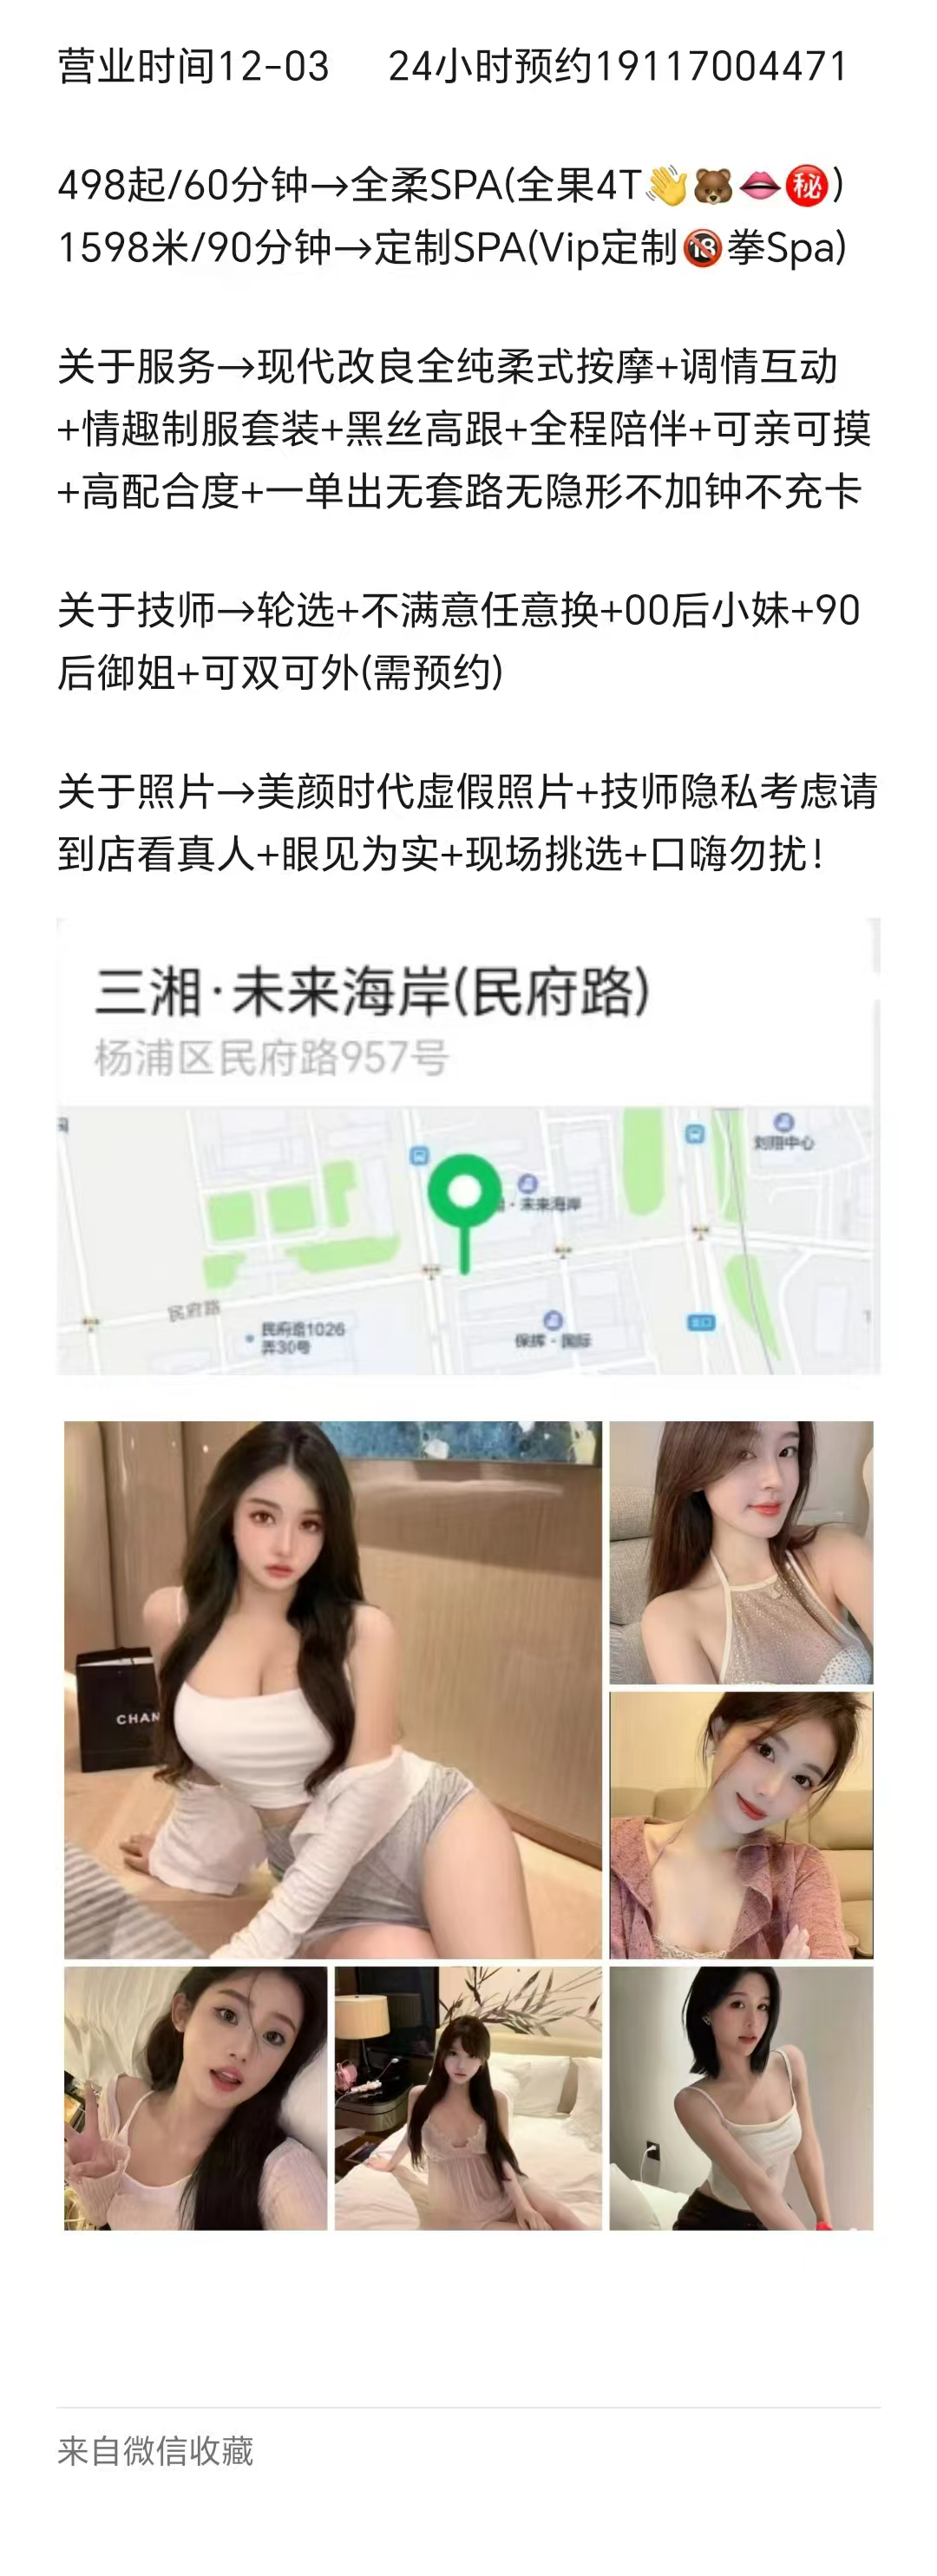 营业时间12-03 24小时预约19117004471
498起/60分钟→全柔SPA(全果4T👋🐻👄㊙️)
1598米/90分钟→定制SPA(Vip定制🔞拳Spa)
关于服务→现代改良全纯柔式按摩+调情互动
+情趣制服套装+黑丝高跟+全程陪伴+可亲可摸
+高配合度+一单出无套路无隐形不加钟不充卡
关于技师→轮选+不满意任意换+00后小妹+90
后御姐+可双可外(需预约)
关于照片→美颜时代虚假照片+技师隐私考虑请
到店看真人+眼见为实+现场挑选+口嗨勿扰!
三湘·未来海岸(民府路)
杨浦区民府路957号
刘翔中心
·未来海岸
民府路
民府路1026
弄30号
保辉·国际
CHAN
来自微信收藏